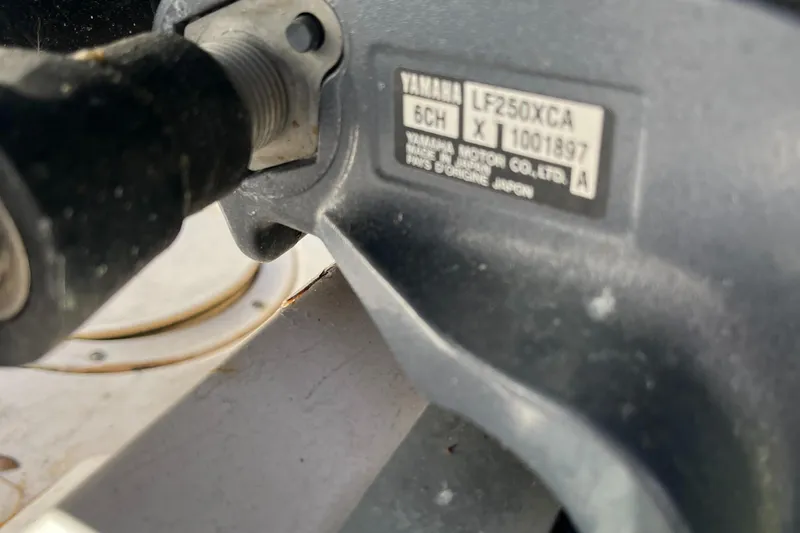 YAMAHA LF250XCA
6CH X 1001897
YAMAHA MOTOR CO., LTD. A
MADE IN JAPAN
PAYS D'ORIGINE JAPON